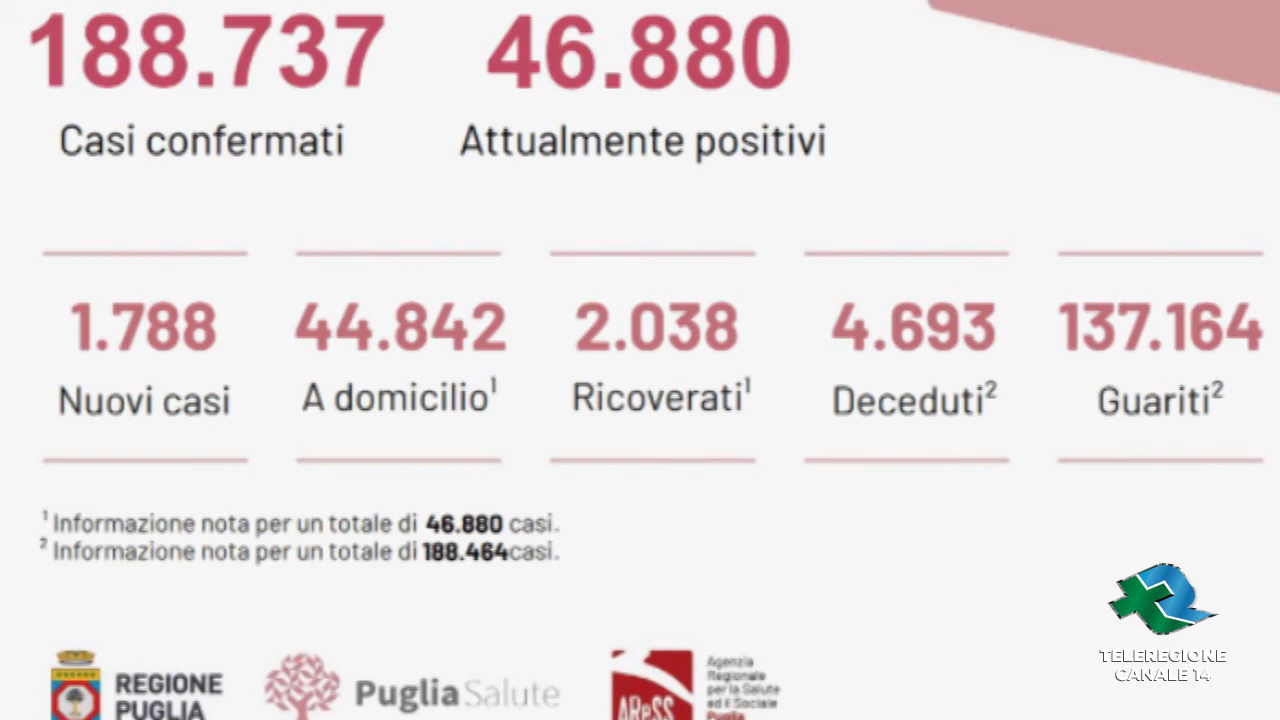 188.737 46.880
Casi confermati Attualmente positivi
1.788 44.842 2.038 4.693 137.164
Nuovi casi A domicilio¹ Ricoverati¹ Deceduti² Guariti²
¹ Informazione nota per un totale di 46.880 casi.
² Informazione nota per un totale di 188.464casi.
REGIONE
PUGLIA
PugliaSalute
AReSS
Agenzia
Regionale
per la Salute
ed il Sociale
Puglia
TELEREGIONE
CANALE 14